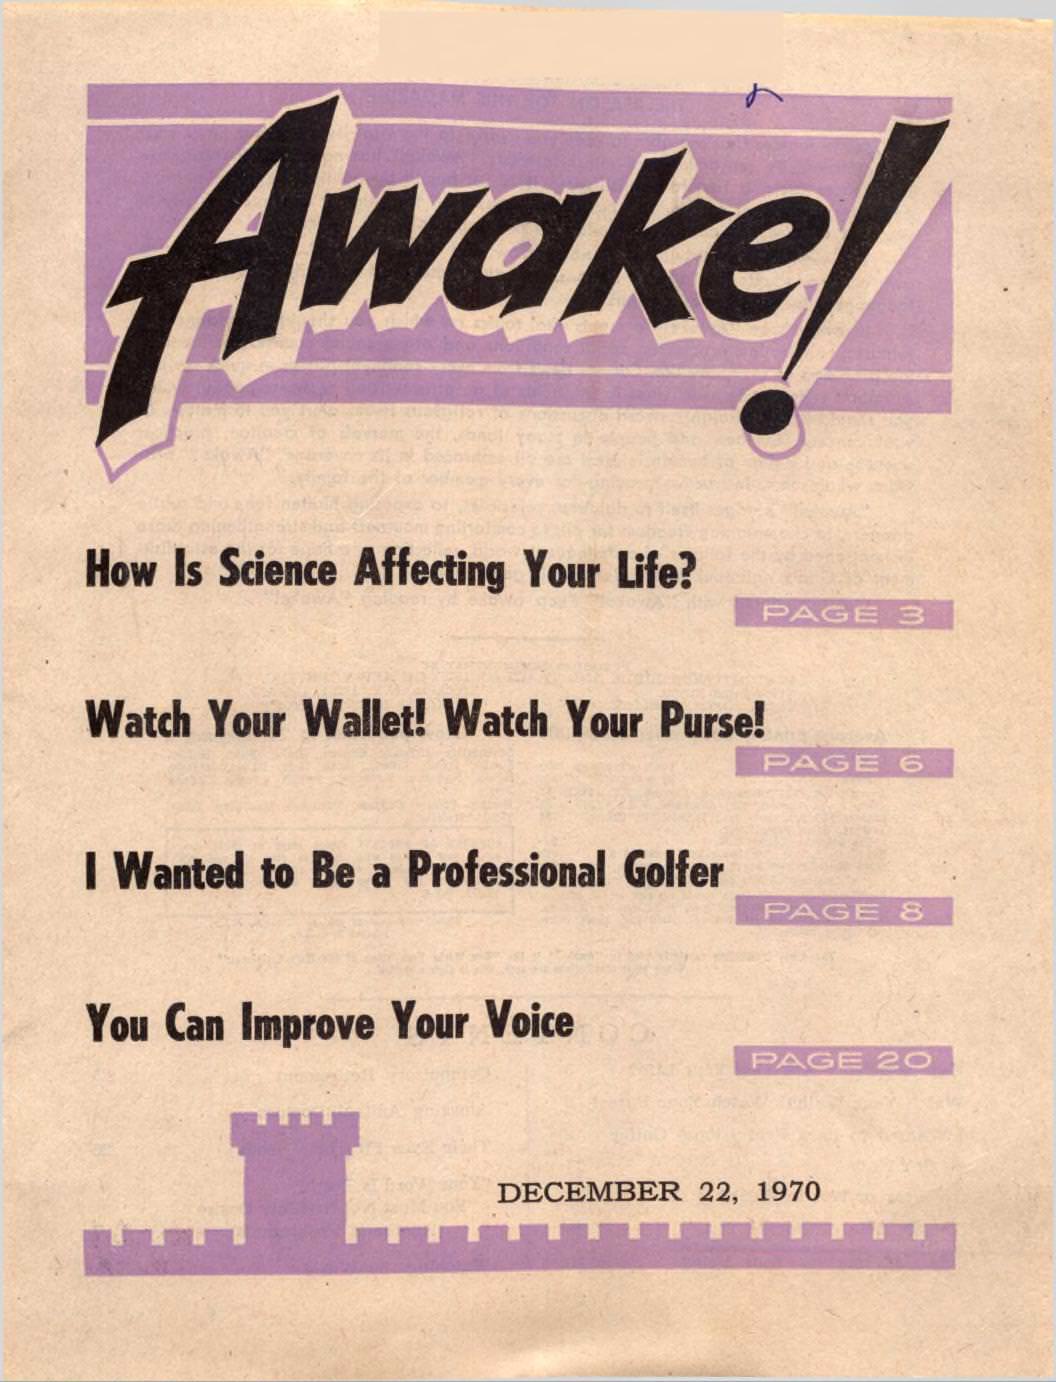 Awake!
How Is Science Affecting Your Life?
PAGE 3
Watch Your Wallet! Watch Your Purse!
PAGE 6
I Wanted to Be a Professional Golfer
PAGE 8
You Can Improve Your Voice
PAGE 20
DECEMBER 22, 1970